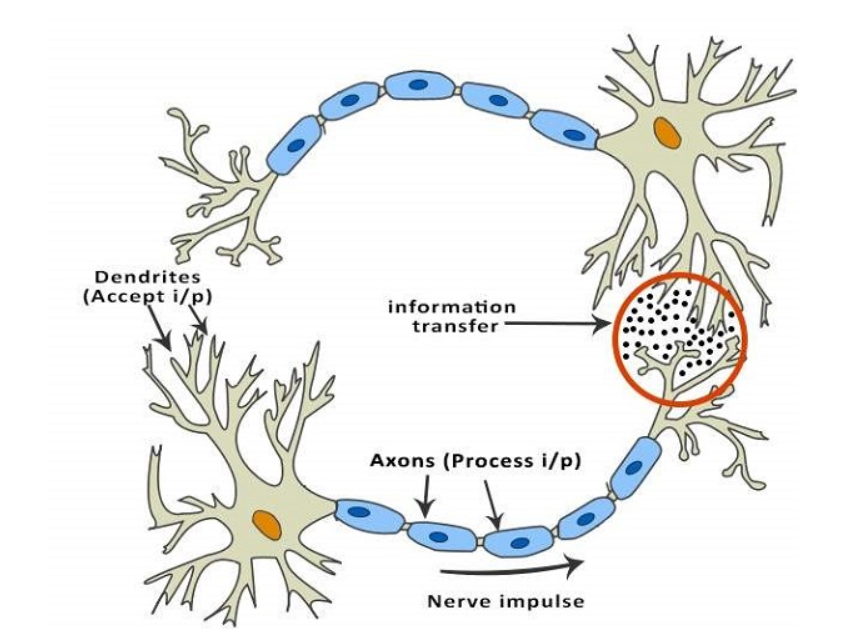 Dendrites
(Accept i/p)
information
transfer
Axons (Process i/p)
Nerve impulse